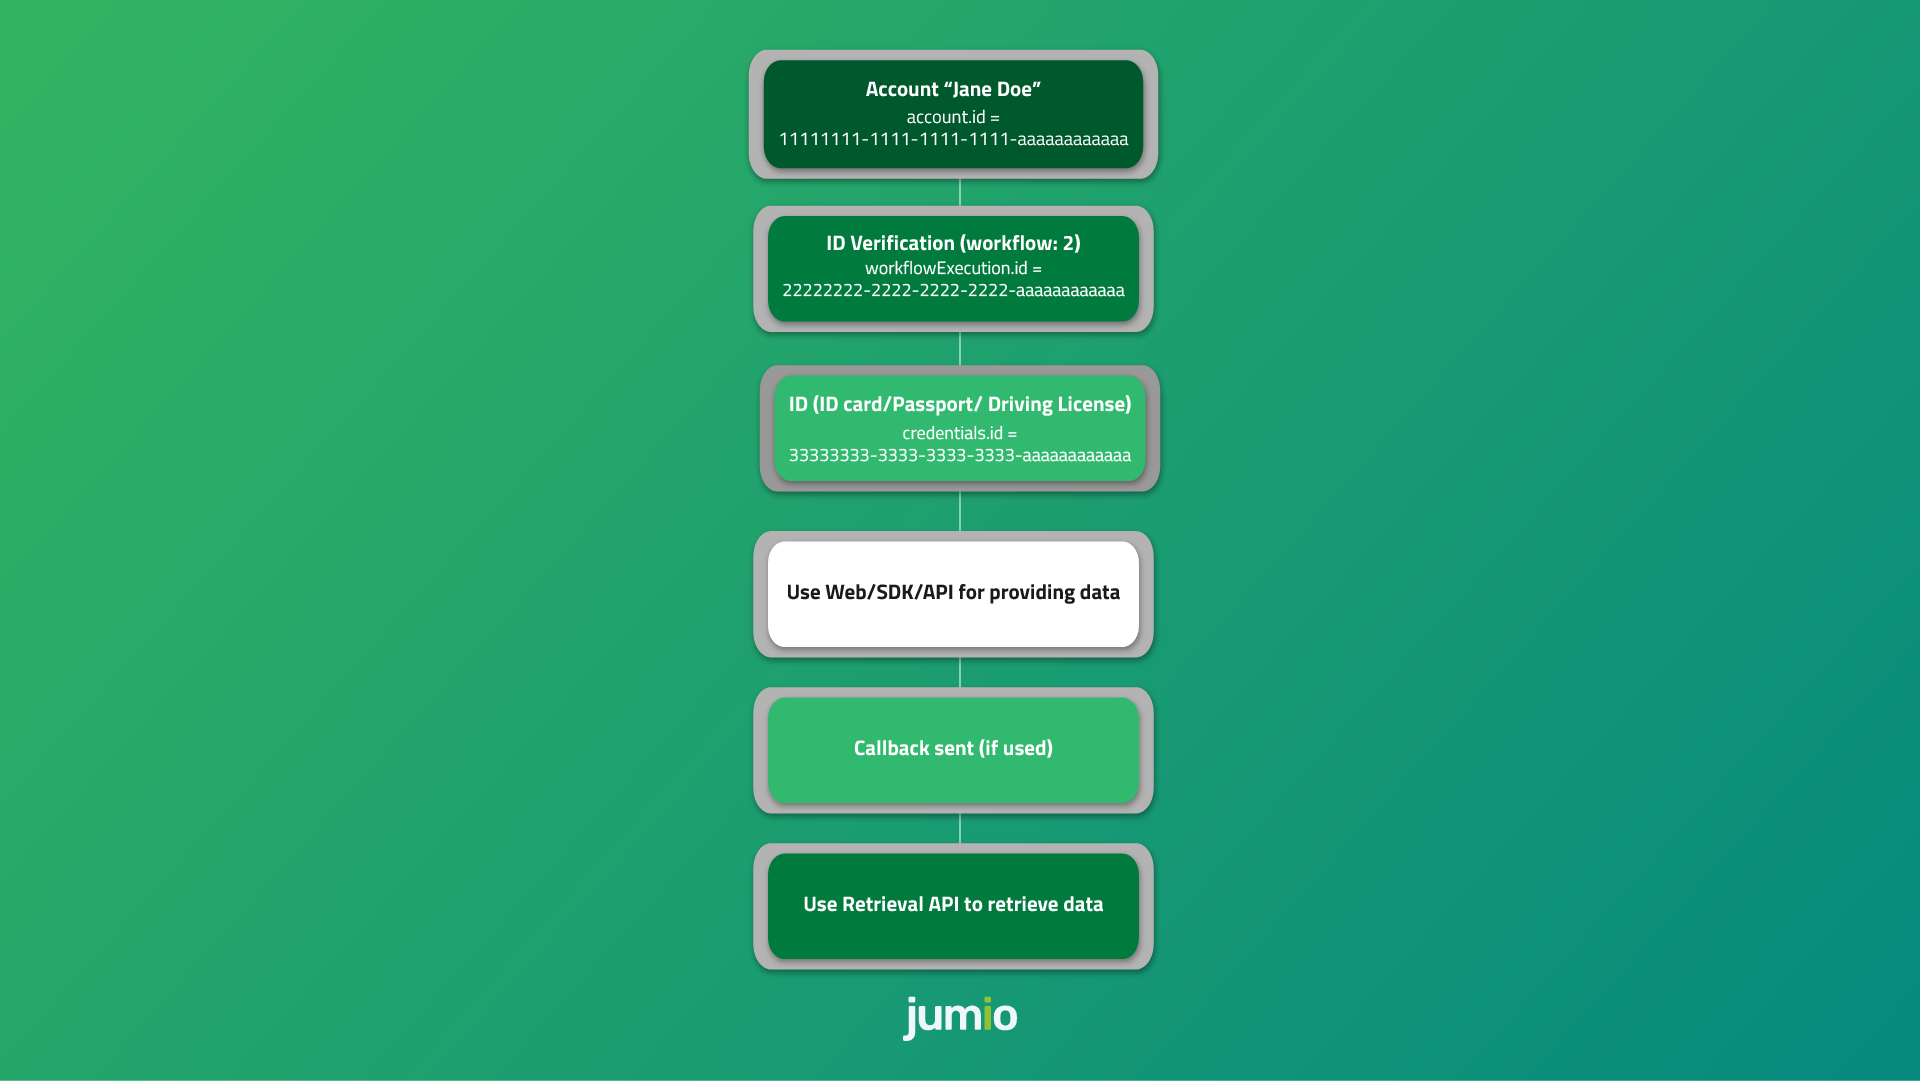 Account “Jane Doe”
account.id =
11111111-1111-1111-1111-aaaaaaaaaaaa
ID Verification (workflow: 2)
workflowExecution.id =
22222222-2222-2222-2222-aaaaaaaaaaaa
ID (ID card/Passport/ Driving License)
credentials.id =
33333333-3333-3333-3333-aaaaaaaaaaaa
Use Web/SDK/API for providing data
Callback sent (if used)
Use Retrieval API to retrieve data
jumio